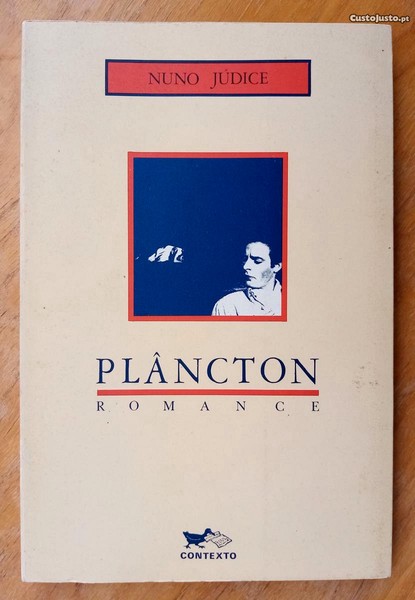 CustoJusto.pt
NUNO JÚDICE
PLÂNCTON
ROMANCE
CONTEXTO